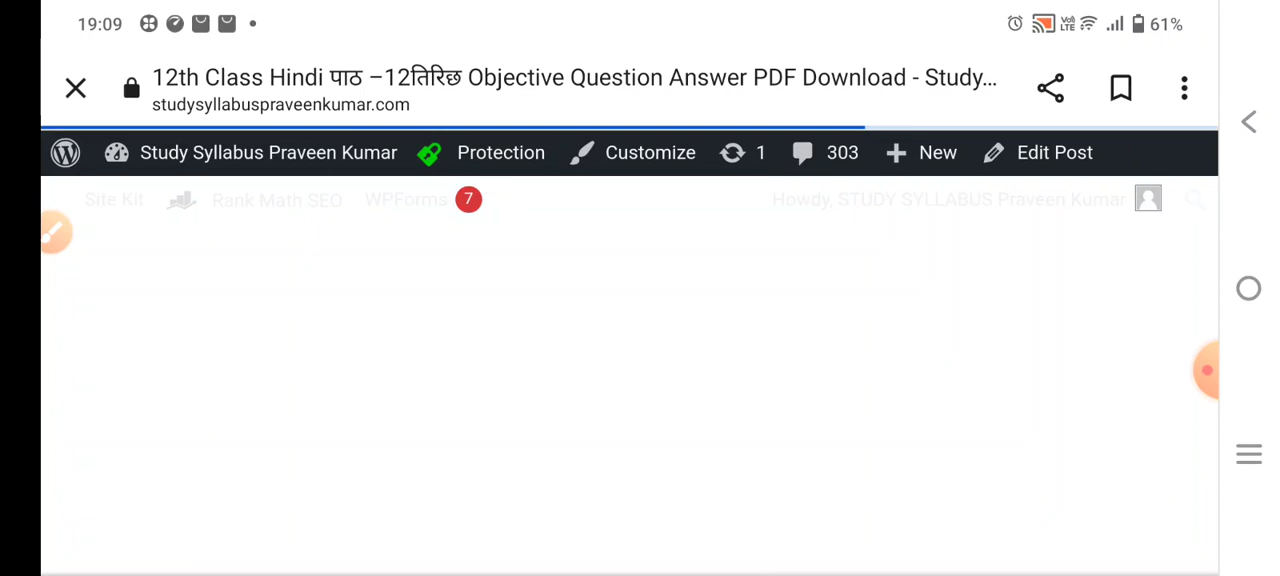 19:09 Vo) LTE 61%
12th Class Hindi पाठ –12तिरिछ Objective Question Answer PDF Download - Study...
studysyllabuspraveenkumar.com
Study Syllabus Praveen Kumar Protection Customize 1 303 New Edit Post
Site Kit Rank Math SEO WPForms 7 Howdy, STUDY SYLLABUS Praveen Kumar